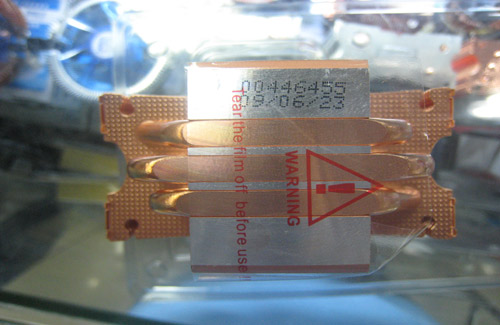 00446455
09/06/23
Tear the film off before use!
WARNING
!